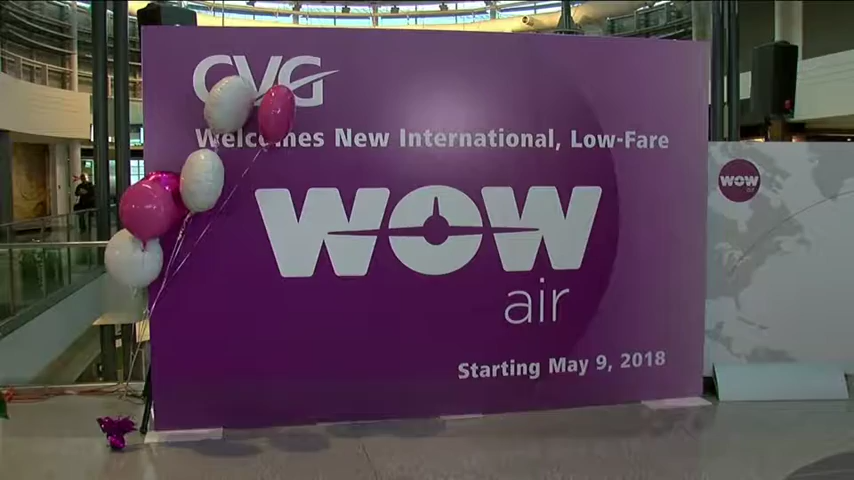 CVG
Welcomes New International, Low-Fare
WOW
air
Starting May 9, 2018
WOW
air